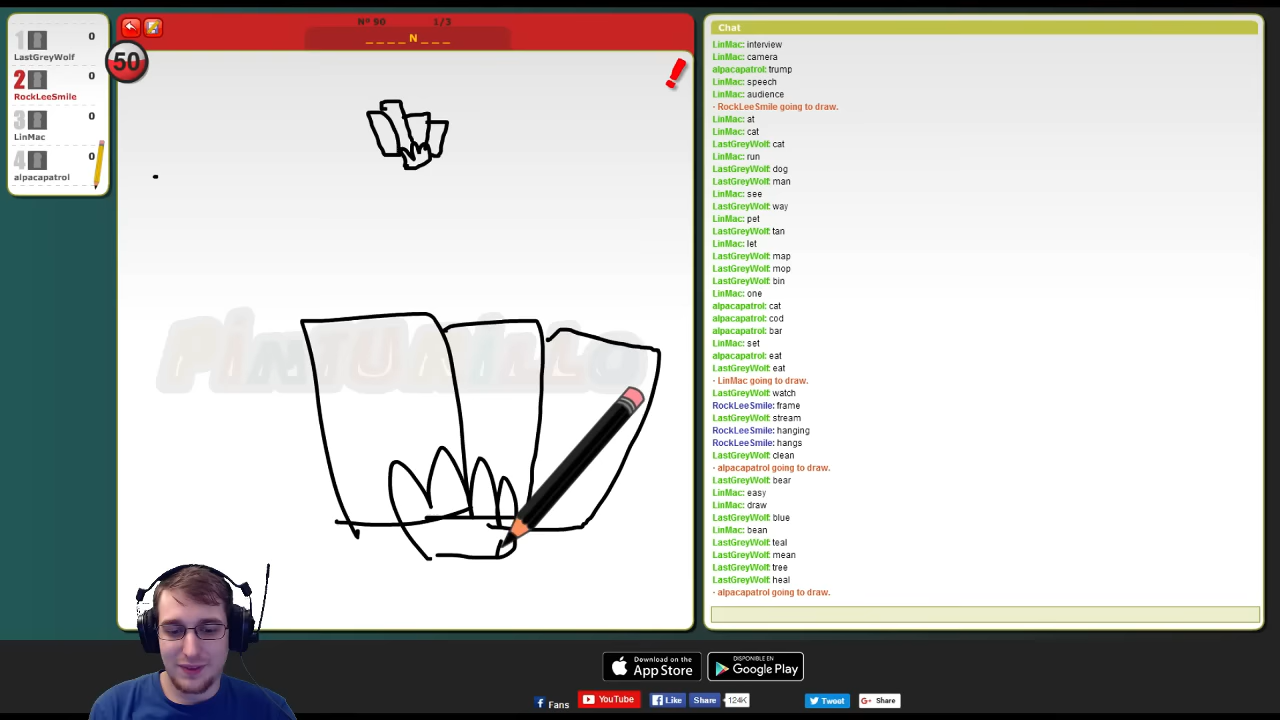 Nº 90 1/3
_ _ _ _ N _ _ _
50
1 0
LastGreyWolf
2 0
RockLeeSmile
3 0
LinMac
4 0
alpacapatrol
PiNTURiLLO
Chat
LinMac: interview
LinMac: camera
alpacapatrol: trump
LinMac: speech
LinMac: audience
· RockLeeSmile going to draw.
LinMac: at
LinMac: cat
LastGreyWolf: cat
LinMac: run
LastGreyWolf: dog
LastGreyWolf: man
LinMac: see
LastGreyWolf: way
LinMac: pet
LastGreyWolf: tan
LinMac: let
LastGreyWolf: map
LastGreyWolf: mop
LastGreyWolf: bin
LinMac: one
alpacapatrol: cat
alpacapatrol: cod
alpacapatrol: bar
LinMac: set
alpacapatrol: eat
LastGreyWolf: eat
· LinMac going to draw.
LastGreyWolf: watch
RockLeeSmile: frame
LastGreyWolf: stream
RockLeeSmile: hanging
RockLeeSmile: hangs
LastGreyWolf: clean
· alpacapatrol going to draw.
LastGreyWolf: bear
LinMac: easy
LinMac: draw
LastGreyWolf: blue
LinMac: bean
LastGreyWolf: teal
LastGreyWolf: mean
LastGreyWolf: tree
LastGreyWolf: heal
· alpacapatrol going to draw.
Download on the App Store
DISPONIBLE EN Google Play
Fans YouTube Like Share 124K Tweet G+ Share